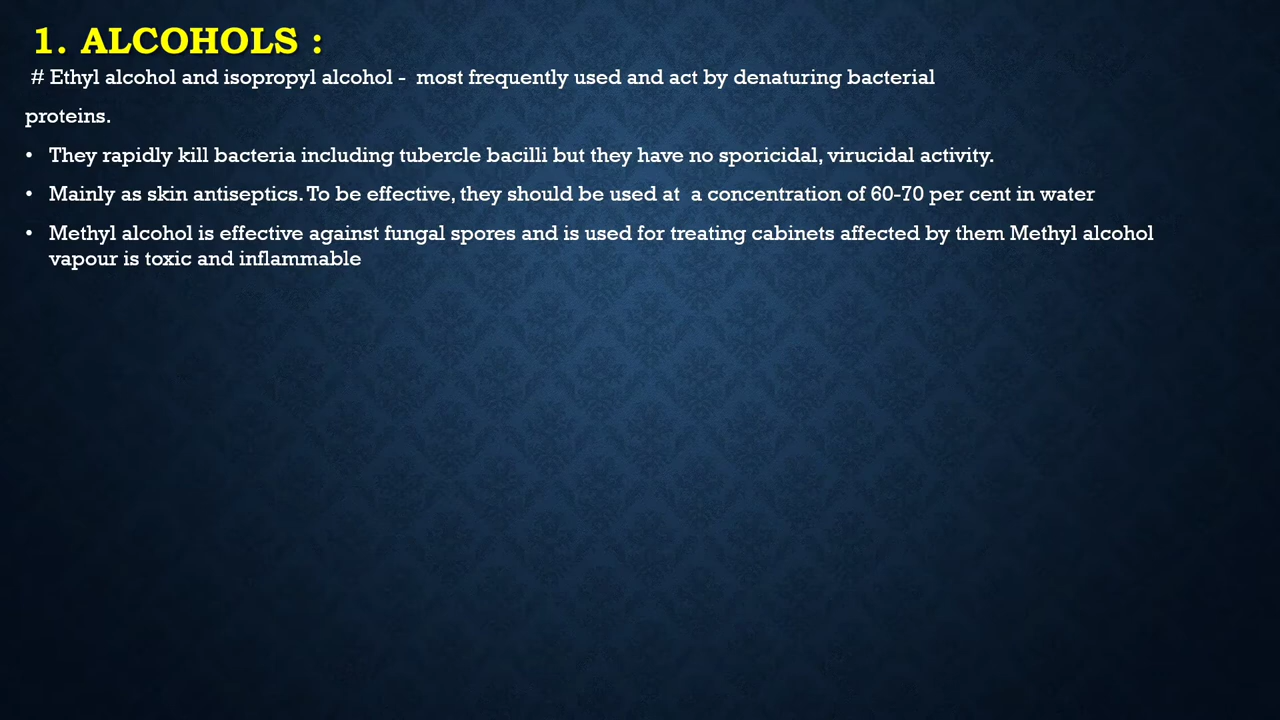 1. ALCOHOLS :
# Ethyl alcohol and isopropyl alcohol - most frequently used and act by denaturing bacterial
proteins.
• They rapidly kill bacteria including tubercle bacilli but they have no sporicidal, virucidal activity.
• Mainly as skin antiseptics. To be effective, they should be used at a concentration of 60-70 per cent in water
• Methyl alcohol is effective against fungal spores and is used for treating cabinets affected by them Methyl alcohol
vapour is toxic and inflammable